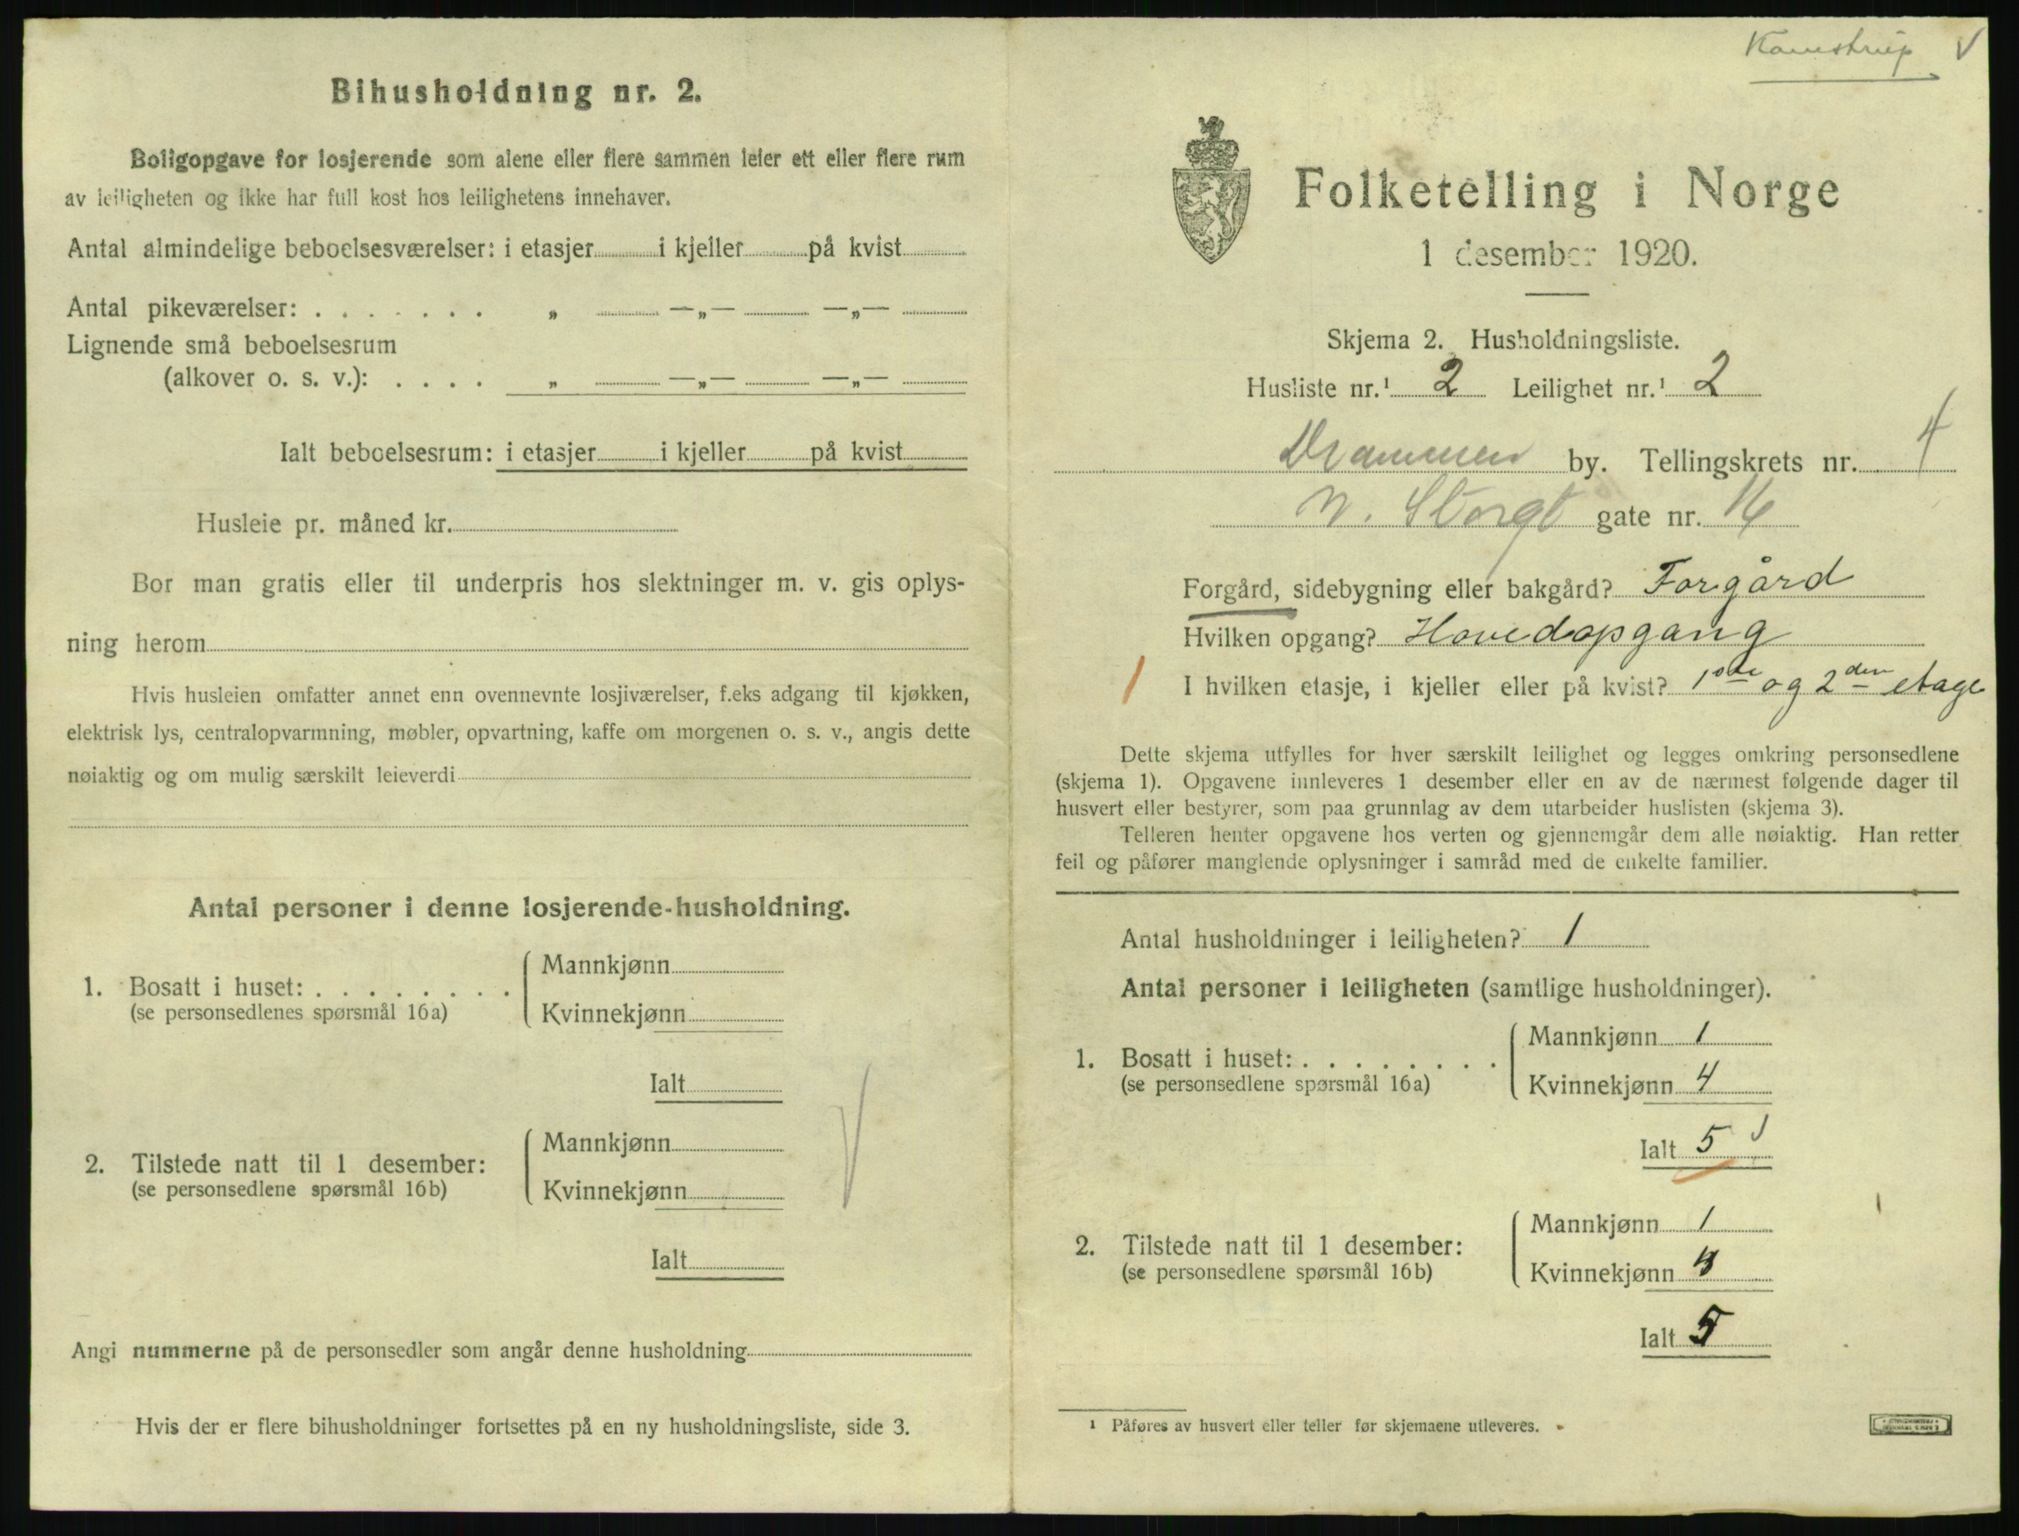 Bihusholdning nr. 2.
Boligopgave for losjerende som alene eller flere sammen leier ett eller flere rum
av leiligheten og ikke har full kost hos leilighetens innehaver.
Antal almindelige beboelsesværelser: i etasjer i kjeller på kvist
Antal pikeværelser: . . . . . . . „ —„— —„—
Lignende små beboelsesrum
(alkover o. s. v.): . . . . „ —„— —„—
Ialt beboelsesrum: i etasjer i kjeller på kvist
Husleie pr. måned kr.
Bor man gratis eller til underpris hos slektninger m. v. gis oplys-
ning herom
Hvis husleien omfatter annet enn ovennevnte losjiværelser, f.eks adgang til kjøkken,
elektrisk lys, centralopvarmning, møbler, opvartning, kaffe om morgenen o. s. v., angis dette
nøiaktig og om mulig særskilt leieverdi
Antal personer i denne losjerende-husholdning.
1. Bosatt i huset: . . . . . . . . Mannkjønn
(se personsedlenes spørsmål 16a) Kvinnekjønn
Ialt
2. Tilstede natt til 1 desember: Mannkjønn
(se personsedlene spørsmål 16b) Kvinnekjønn
Ialt
Angi nummerne på de personsedler som angår denne husholdning
Hvis der er flere bihusholdninger fortsettes på en ny husholdningsliste, side 3.
Kamstrup
Folketelling i Norge
1 desember 1920.
Skjema 2. Husholdningsliste.
Husliste nr.¹ 2 Leilighet nr.¹ 2
Drammen by. Tellingskrets nr. 4
N. Storgt gate nr. 16
Forgård, sidebygning eller bakgård? Forgård
Hvilken opgang? Hovedopgang
1 I hvilken etasje, i kjeller eller på kvist? 1ste og 2den etage
Dette skjema utfylles for hver særskilt leilighet og legges omkring personsedlene
(skjema 1). Opgavene innleveres 1 desember eller en av de nærmest følgende dager til
husvert eller bestyrer, som paa grunnlag av dem utarbeider huslisten (skjema 3).
Telleren henter opgavene hos verten og gjennemgår dem alle nøiaktig. Han retter
feil og påfører manglende oplysninger i samråd med de enkelte familier.
Antal husholdninger i leiligheten? 1
Antal personer i leiligheten (samtlige husholdninger).
1. Bosatt i huset: . . . . . . . . Mannkjønn 1
(se personsedlene spørsmål 16a) Kvinnekjønn 4
Ialt 5
2. Tilstede natt til 1 desember: Mannkjønn 1
(se personsedlene spørsmål 16b) Kvinnekjønn 4
Ialt 5
¹ Påføres av husvert eller teller før skjemaene utleveres.